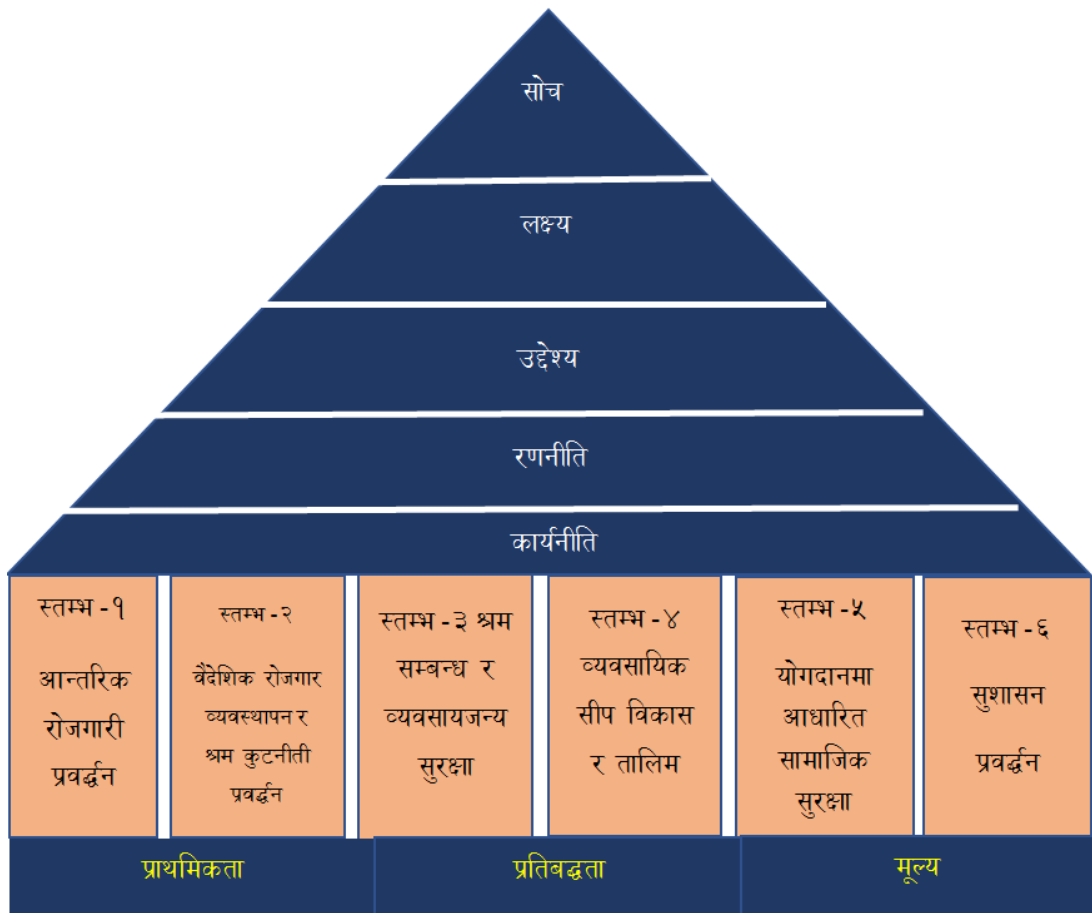 सोच
लक्ष्य
उद्देश्य
रणनीति
कार्यनीति
स्तम्भ -१
आन्तरिक
रोजगारी
प्रवर्द्धन
स्तम्भ -२
वैदेशिक रोजगार
व्यवस्थापन र
श्रम कुटनीती
प्रवर्द्धन
स्तम्भ -३ श्रम
सम्बन्ध र
व्यवसायजन्य
सुरक्षा
स्तम्भ -४
व्यवसायिक
सीप विकास
र तालिम
स्तम्भ -५
योगदानमा
आधारित
सामाजिक
सुरक्षा
स्तम्भ -६
सुशासन
प्रवर्द्धन
प्राथमिकता
प्रतिबद्धता
मूल्य